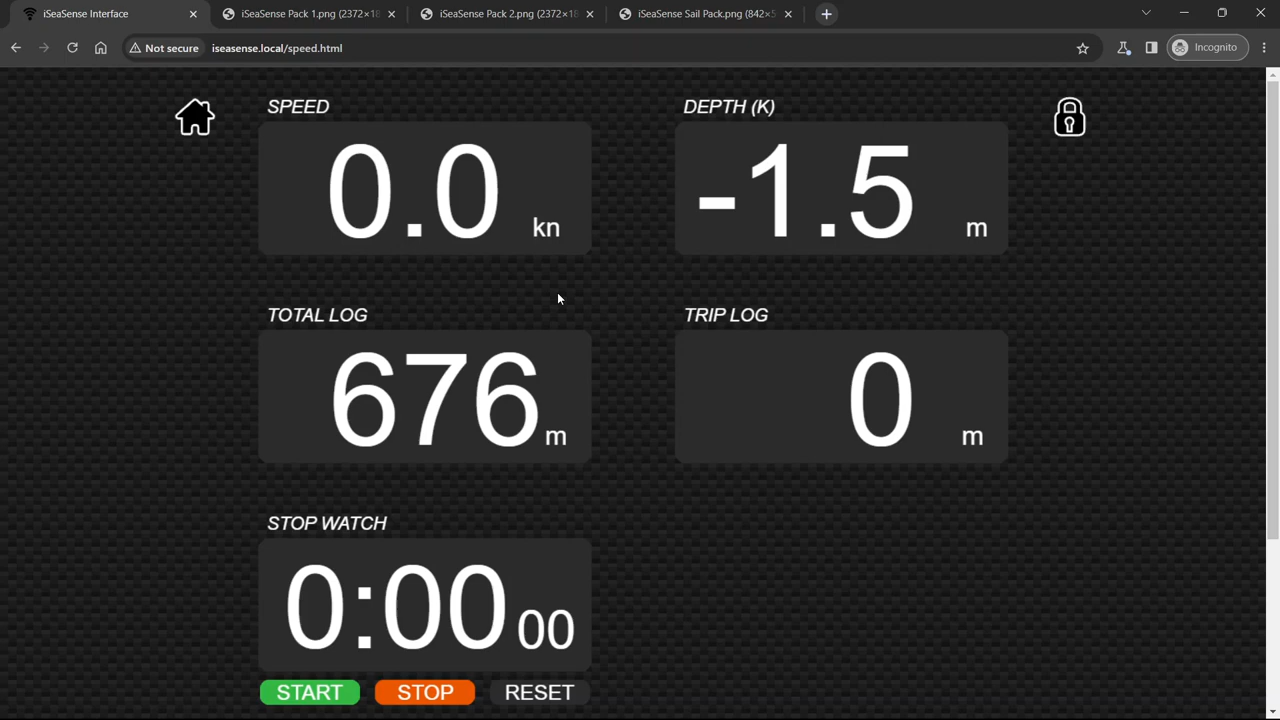 iSeaSense Interface
iSeaSense Pack 1.png (2372×18
iSeaSense Pack 2.png (2372×18
iSeaSense Sail Pack.png (842×5
Not secure
iseasense.local/speed.html
Incognito
SPEED
0.0 kn
DEPTH (K)
-1.5 m
TOTAL LOG
676 m
TRIP LOG
0 m
STOP WATCH
0:00 00
START
STOP
RESET